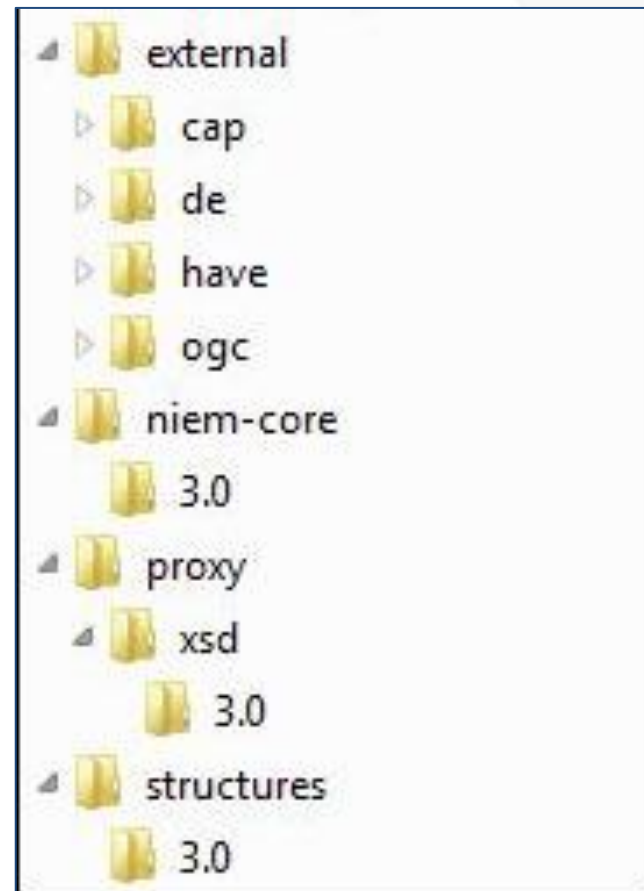 external
cap
de
have
ogc
niem-core
3.0
proxy
xsd
3.0
structures
3.0